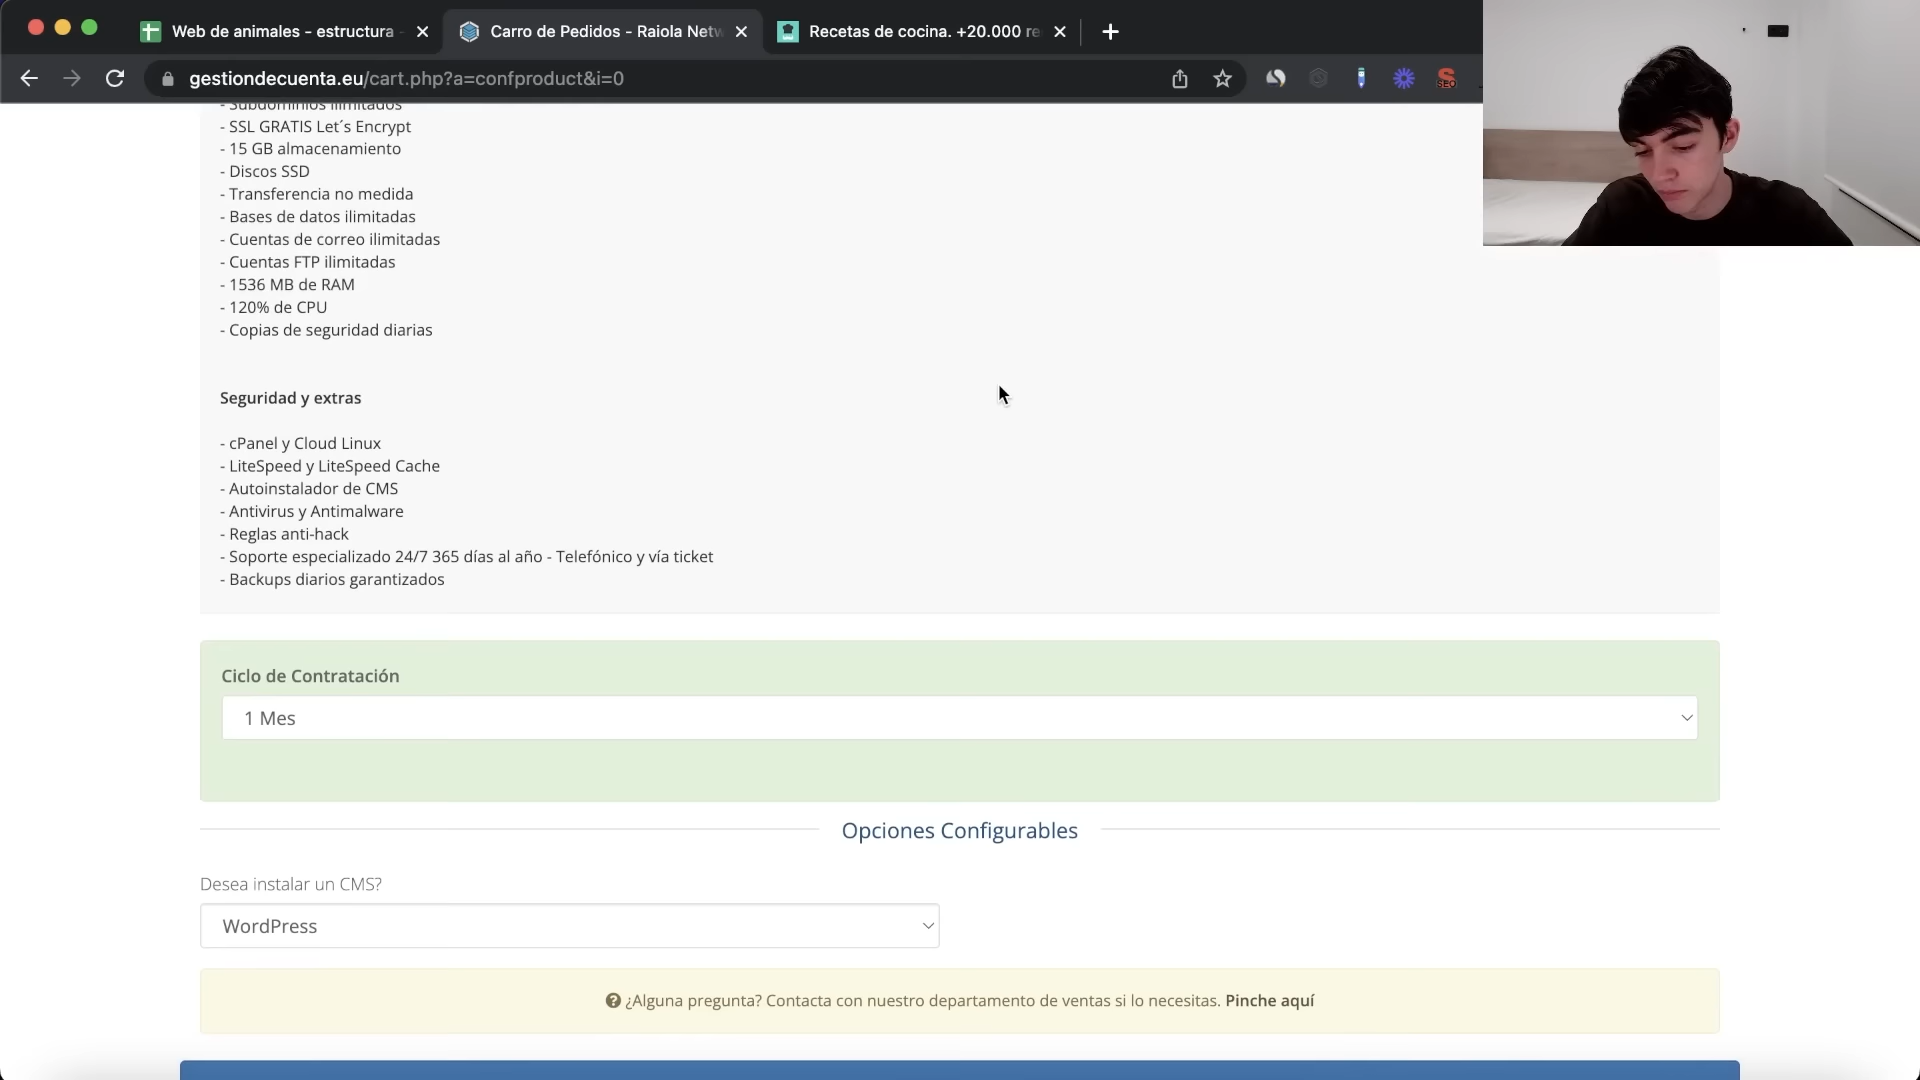 Web de animales - estructura -
Carro de Pedidos - Raiola Netw
Recetas de cocina. +20.000 re
gestiondecuenta.eu/cart.php?a=confproduct&i=0
SEO
- Subdominios ilimitados
- SSL GRATIS Let´s Encrypt
- 15 GB almacenamiento
- Discos SSD
- Transferencia no medida
- Bases de datos ilimitadas
- Cuentas de correo ilimitadas
- Cuentas FTP ilimitadas
- 1536 MB de RAM
- 120% de CPU
- Copias de seguridad diarias
Seguridad y extras
- cPanel y Cloud Linux
- LiteSpeed y LiteSpeed Cache
- Autoinstalador de CMS
- Antivirus y Antimalware
- Reglas anti-hack
- Soporte especializado 24/7 365 días al año - Telefónico y vía ticket
- Backups diarios garantizados
Ciclo de Contratación
1 Mes
Opciones Configurables
Desea instalar un CMS?
WordPress
¿Alguna pregunta? Contacta con nuestro departamento de ventas si lo necesitas. Pinche aquí